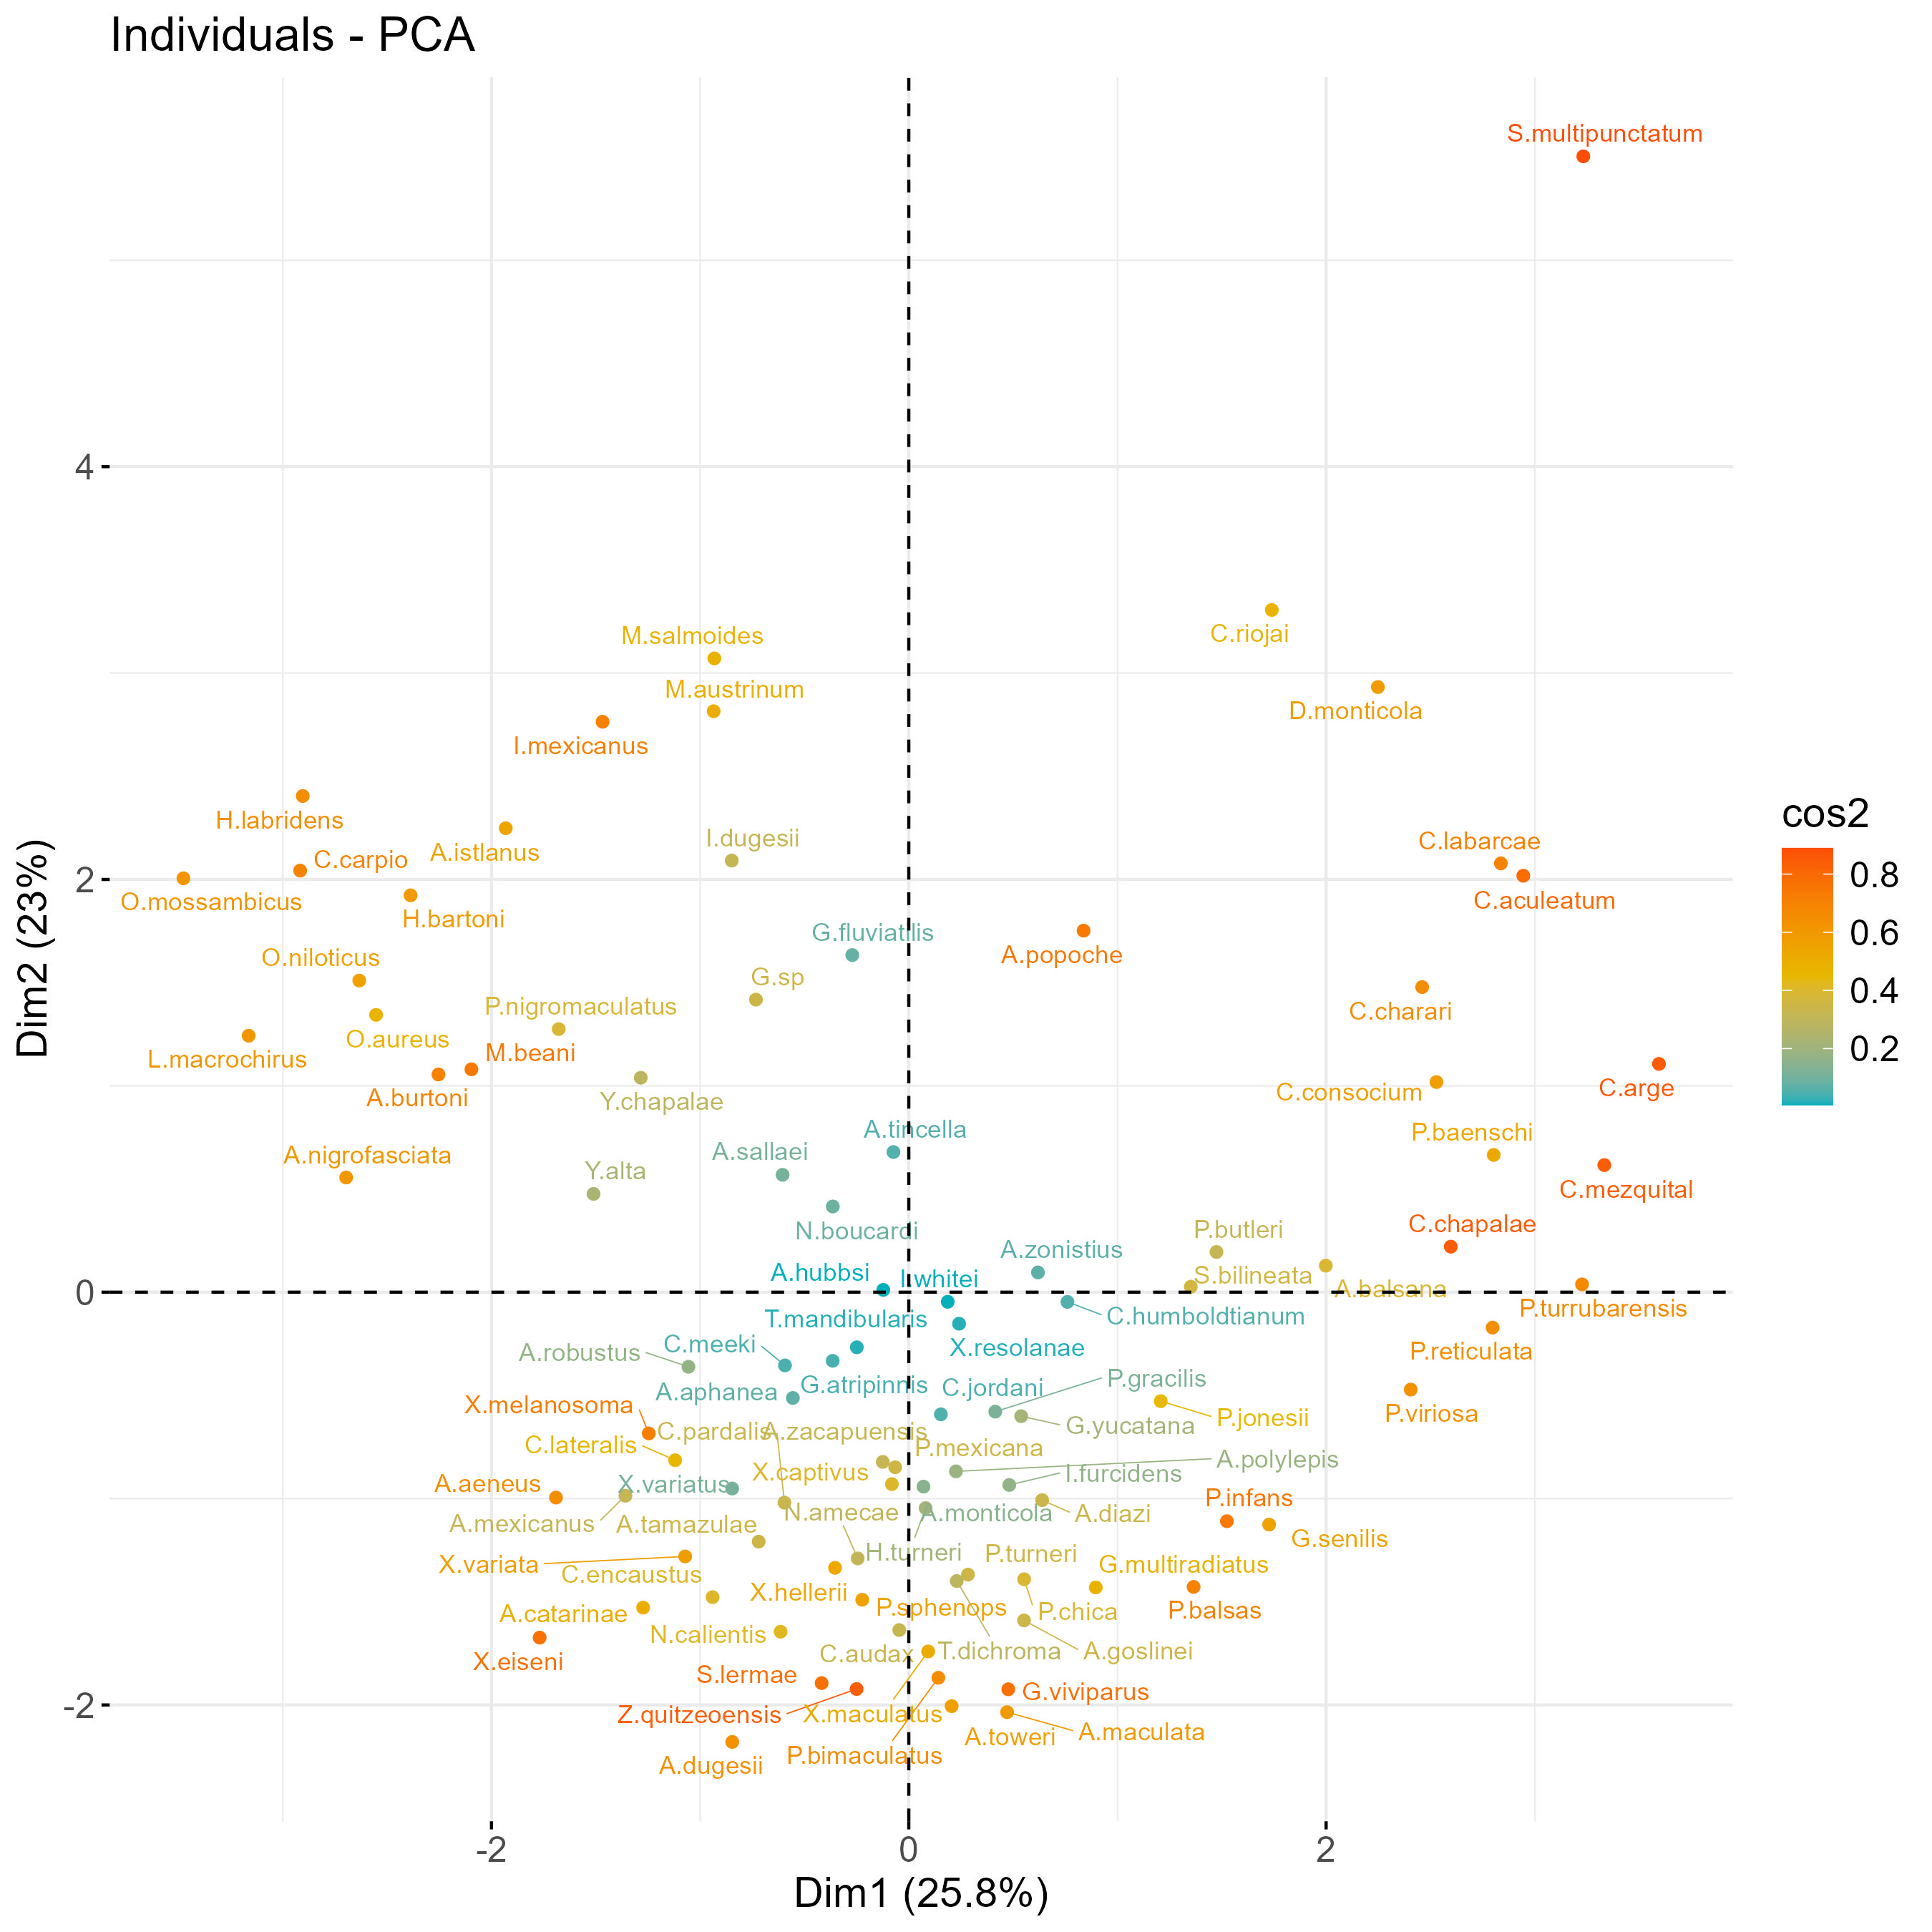 Individuals - PCA
S.multipunctatum
C.riojai
M.salmoides
M.austrinum
D.monticola
I.mexicanus
H.labridens
I.dugesii
C.labarcae
A.istlanus
C.carpio
O.mossambicus
C.aculeatum
H.bartoni
G.fluviatilis
A.popoche
O.niloticus
G.sp
P.nigromaculatus
C.charari
O.aureus
M.beani
L.macrochirus
C.arge
C.consocium
A.burtoni
Y.chapalae
A.tincella
P.baenschi
A.sallaei
A.nigrofasciata
Y.alta
C.mezquital
C.chapalae
N.boucardi
P.butleri
A.zonistius
A.hubbsi
I.whitei
S.bilineata
A.balsana
P.turrubarensis
C.humboldtianum
T.mandibularis
C.meeki
X.resolanae
A.robustus
P.reticulata
P.gracilis
G.atripinnis
C.jordani
A.aphanea
X.melanosoma
P.viriosa
P.jonesii
G.yucatana
C.pardalis
A.zacapuensis
C.lateralis
P.mexicana
A.polylepis
X.captivus
I.furcidens
A.aeneus
X.variatus
P.infans
N.amecae
A.monticola
A.diazi
A.mexicanus
A.tamazulae
G.senilis
H.turneri
P.turneri
X.variata
G.multiradiatus
C.encaustus
X.hellerii
P.sphenops
P.chica
P.balsas
A.catarinae
N.calientis
C.audax
T.dichroma
A.goslinei
X.eiseni
S.lermae
G.viviparus
Z.quitzeoensis
X.maculatus
A.toweri
A.maculata
P.bimaculatus
A.dugesii
4
2
0
-2
Dim2 (23%)
-2
0
2
Dim1 (25.8%)
cos2
0.8
0.6
0.4
0.2